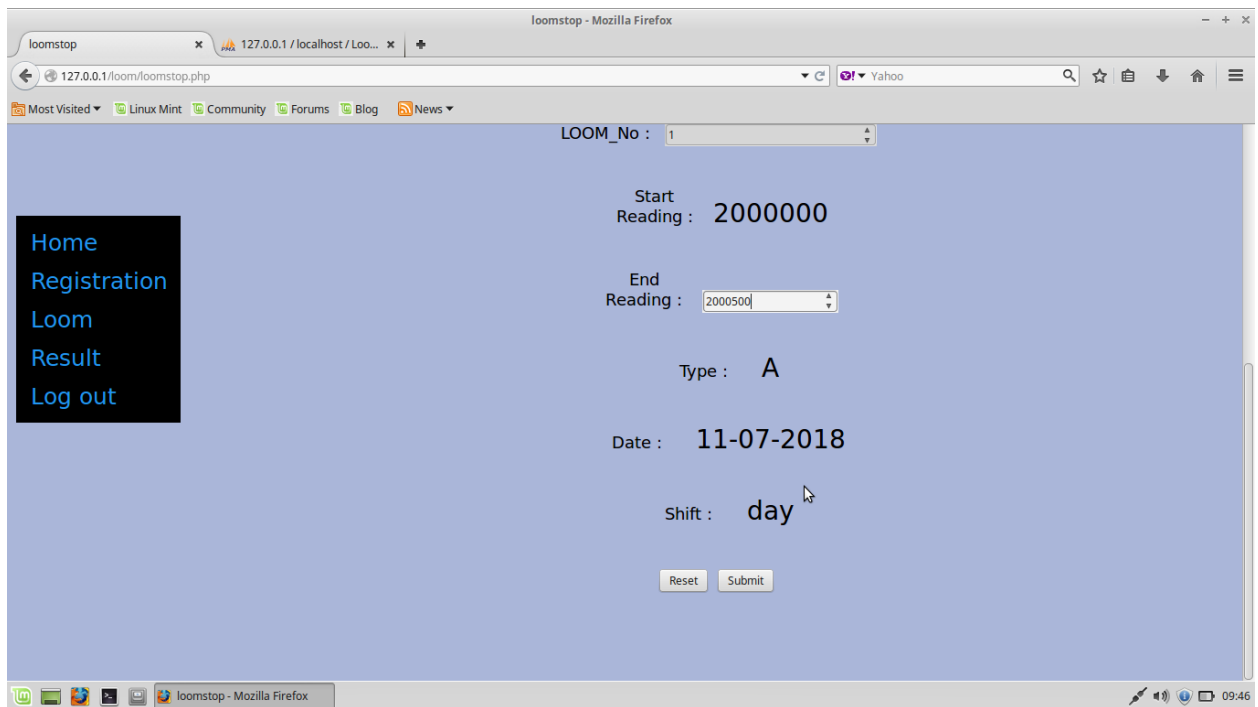 loomstop - Mozilla Firefox
loomstop
127.0.0.1 / localhost / Loo...
127.0.0.1/loom/loomstop.php
Yahoo
Most Visited Linux Mint Community Forums Blog News
LOOM_No : 1
Start
Reading : 2000000
End
Reading : 2000500
Type : A
Date : 11-07-2018
Shift : day
Reset Submit
Home
Registration
Loom
Result
Log out
loomstop - Mozilla Firefox
09:46